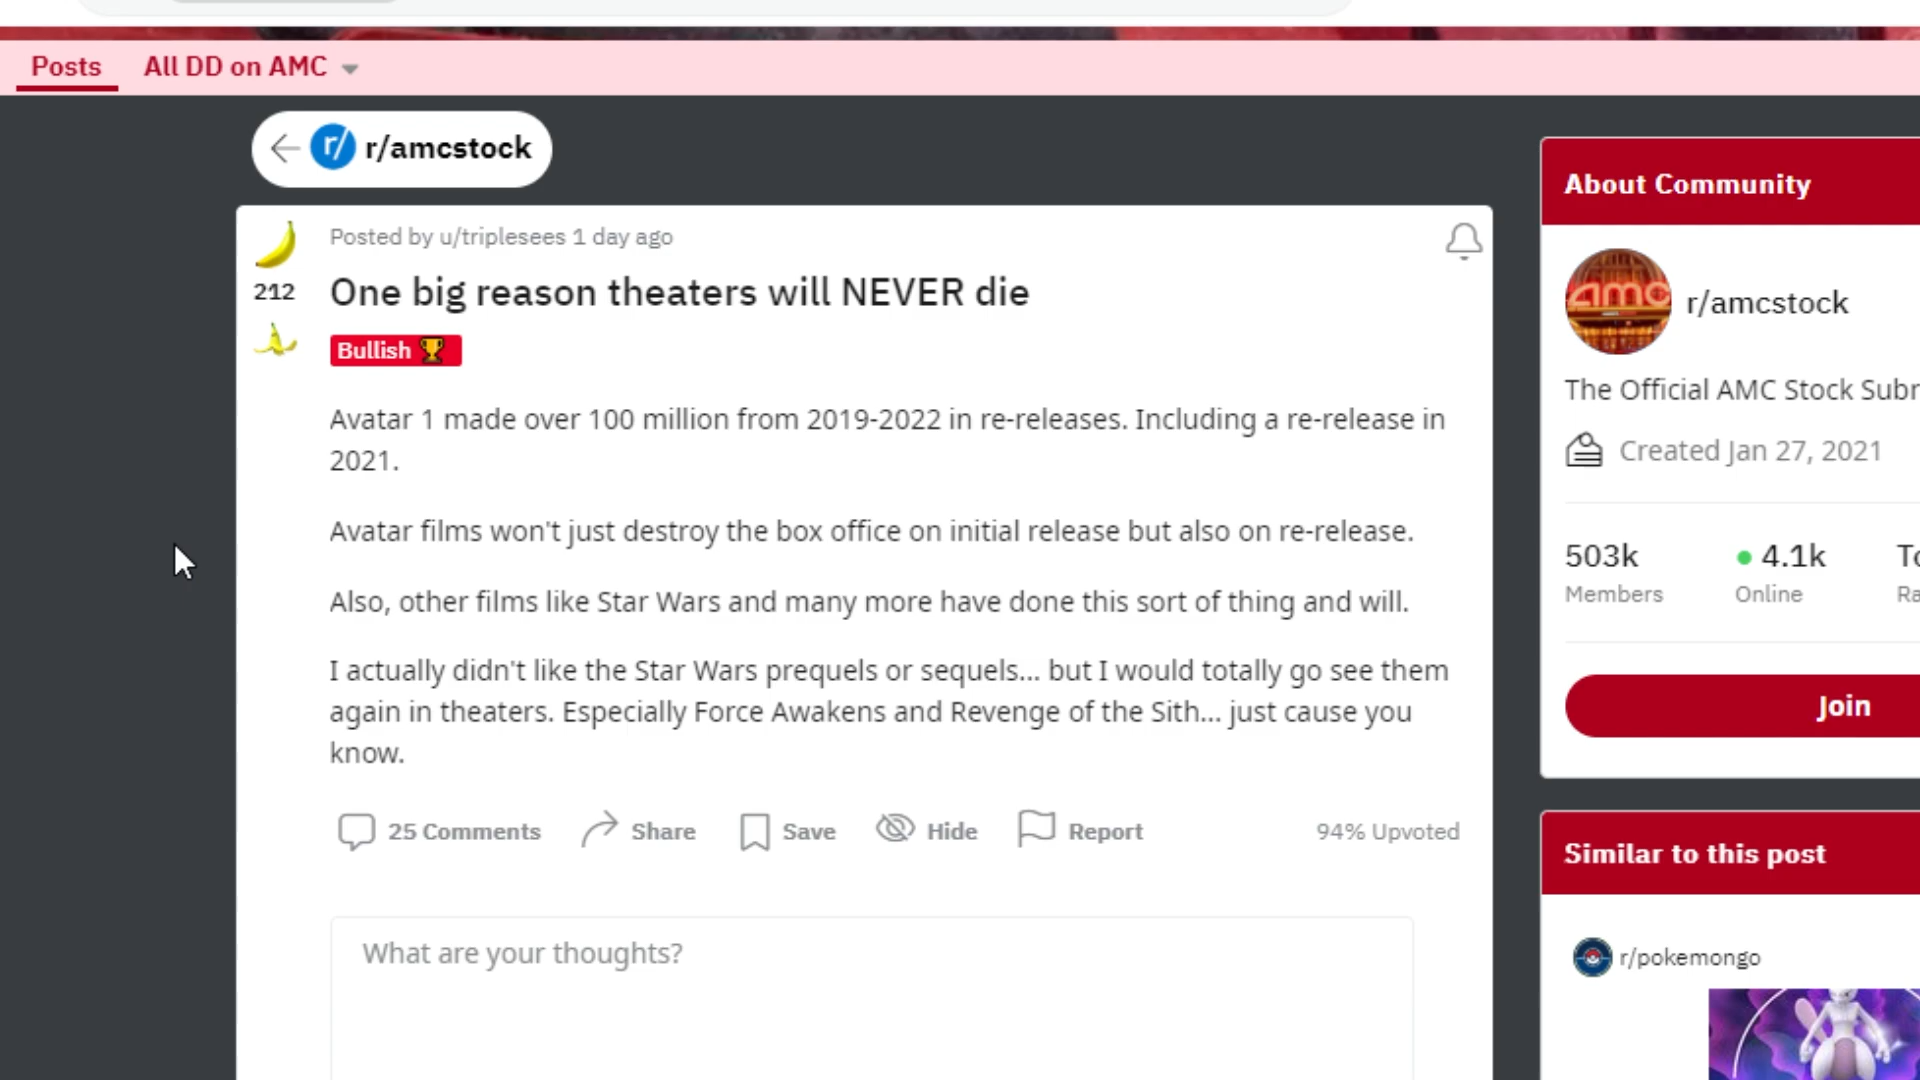 Posts
All DD on AMC
r/
r/amcstock
Posted by u/triplesees 1 day ago
212
One big reason theaters will NEVER die
Bullish
Avatar 1 made over 100 million from 2019-2022 in re-releases. Including a re-release in
2021.
Avatar films won't just destroy the box office on initial release but also on re-release.
Also, other films like Star Wars and many more have done this sort of thing and will.
I actually didn't like the Star Wars prequels or sequels... but I would totally go see them
again in theaters. Especially Force Awakens and Revenge of the Sith... just cause you
know.
25 Comments
Share
Save
Hide
Report
94% Upvoted
What are your thoughts?
About Community
amc
r/amcstock
The Official AMC Stock Subr
Created Jan 27, 2021
503k
4.1k
Members
Online
Join
Similar to this post
r/pokemongo